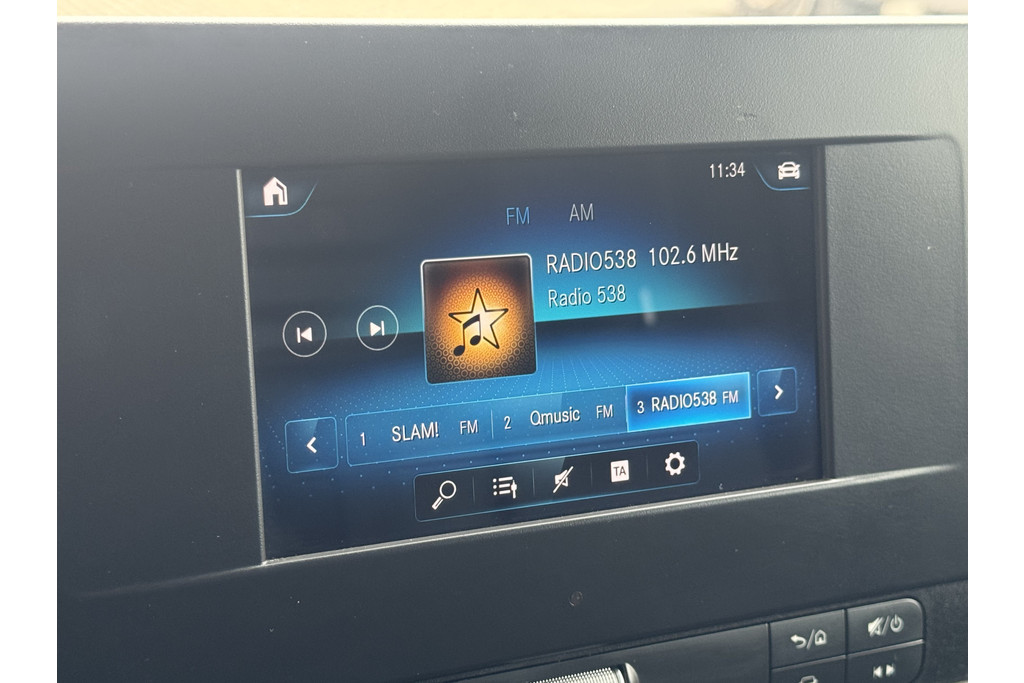 11:34
FM AM
RADIO538 102.6 MHz
Radio 538
1 SLAM! FM 2 Qmusic FM 3 RADIO538 FM
TA